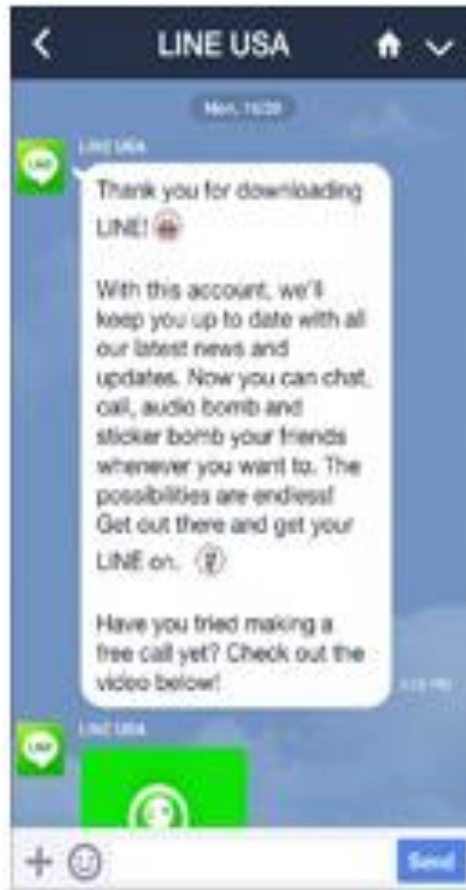 LINE USA
LINE USA
Thank you for downloading
LINE!
With this account, we'll
keep you up to date with all
our latest news and
updates. Now you can chat,
call, audio bomb and
sticker bomb your friends
whenever you want to. The
possibilities are endless!
Get out there and get your
LINE on.
Have you tried making a
free call yet? Check out the
video below!
LINE USA
Send